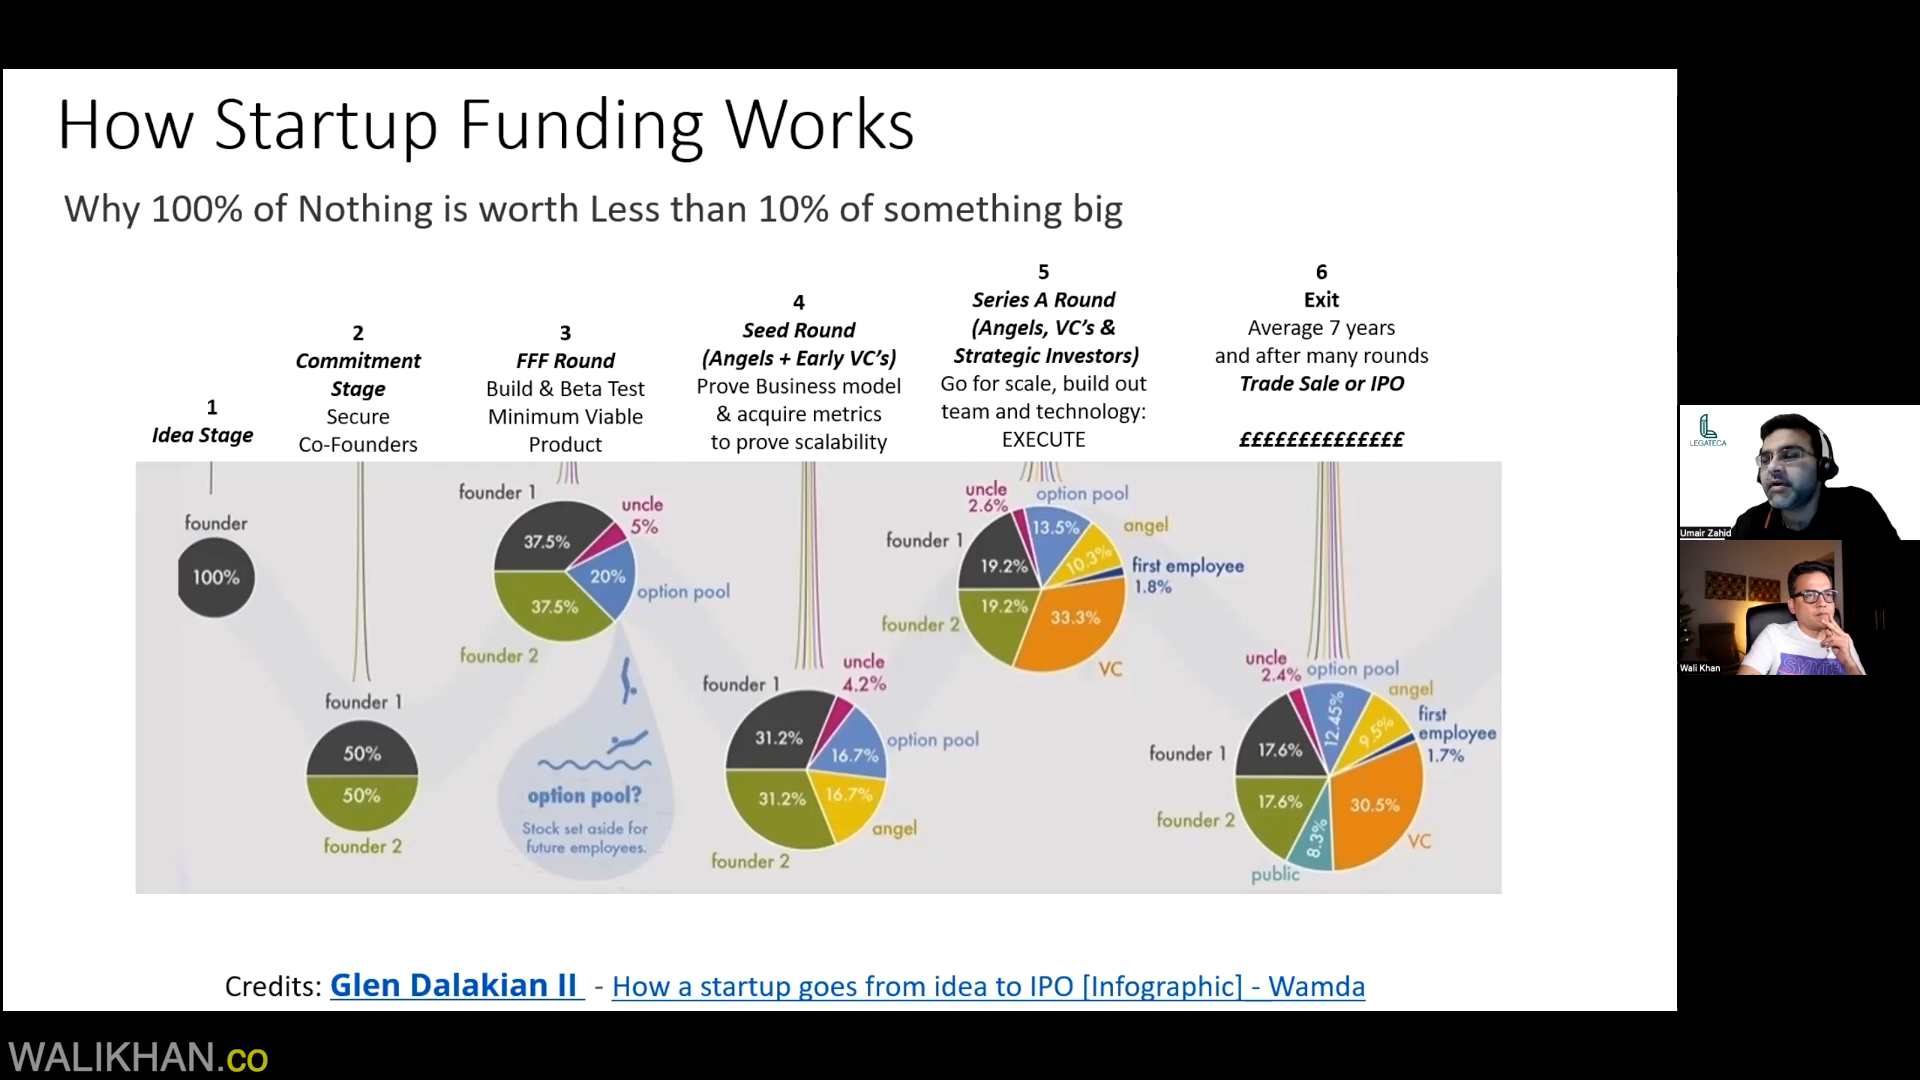 How Startup Funding Works
Why 100% of Nothing is worth Less than 10% of something big
1
Idea Stage
2
Commitment
Stage
Secure
Co-Founders
3
FFF Round
Build & Beta Test
Minimum Viable
Product
4
Seed Round
(Angels + Early VC's)
Prove Business model
& acquire metrics
to prove scalability
5
Series A Round
(Angels, VC's &
Strategic Investors)
Go for scale, build out
team and technology:
EXECUTE
6
Exit
Average 7 years
and after many rounds
Trade Sale or IPO
££££££££££££££
founder
100%
founder 1
50%
50%
founder 2
founder 1
uncle
5%
37.5%
20%
option pool
37.5%
founder 2
option pool?
Stock set aside for
future employees.
founder 1
uncle
4.2%
31.2%
option pool
16.7%
31.2%
16.7%
angel
founder 2
uncle
2.6%
option pool
13.5%
angel
founder 1
10.3%
19.2%
first employee
1.8%
19.2%
founder 2
33.3%
VC
uncle
2.4%
option pool
12.45%
angel
9.5%
first
employee
1.7%
founder 1
17.6%
17.6%
founder 2
30.5%
8.3%
VC
public
Credits: Glen Dalakian II - How a startup goes from idea to IPO [Infographic] - Wamda
LEGATECA
Umair Zahid
Wali Khan
WALIKHAN.CO